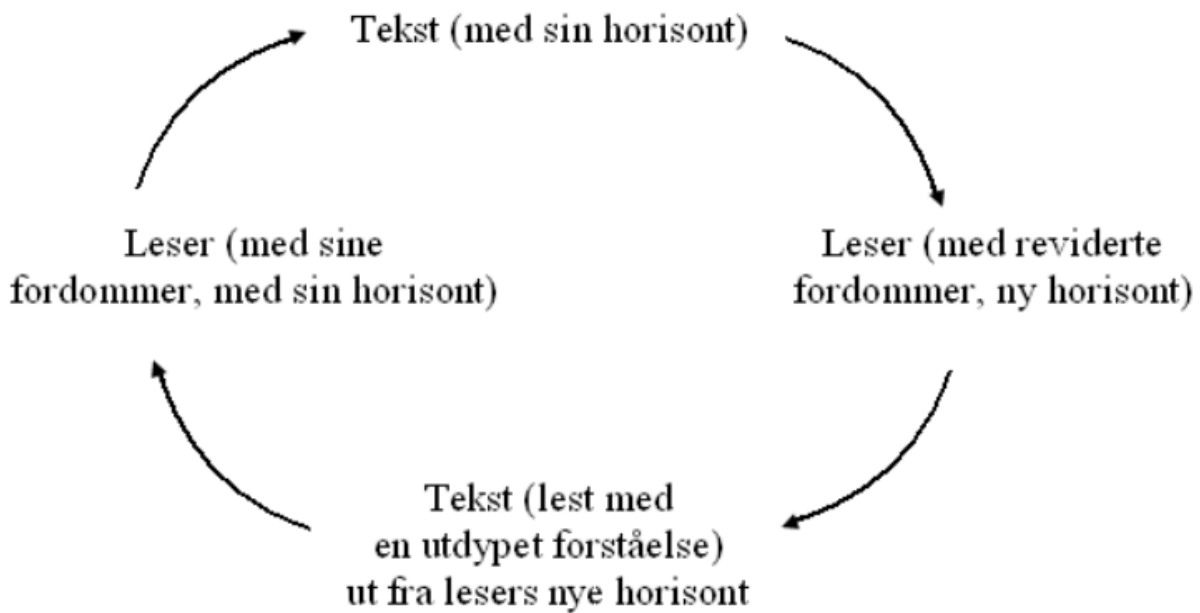 Tekst (med sin horisont)
Leser (med sine
fordommer, med sin horisont)
Leser (med reviderte
fordommer, ny horisont)
Tekst (lest med
en utdypet forståelse)
ut fra lesers nye horisont